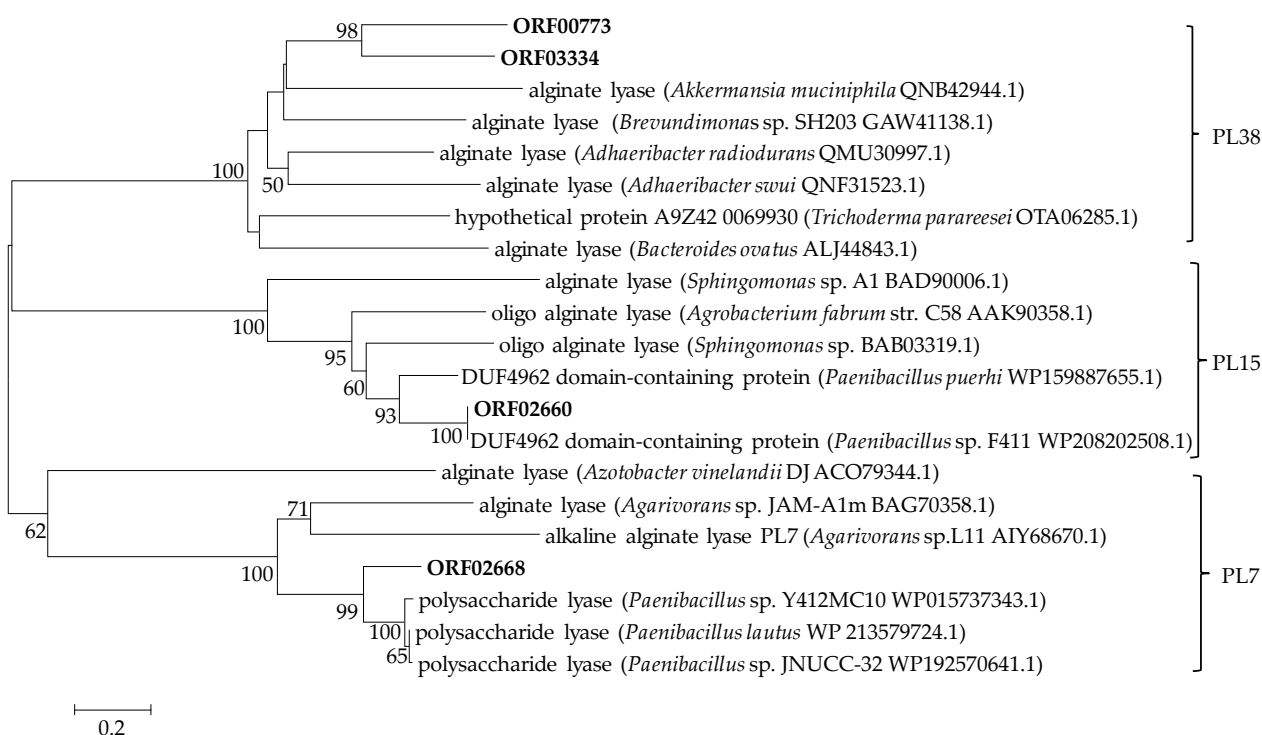 98
ORF00773
ORF03334
alginate lyase (Akkermansia muciniphila QNB42944.1)
alginate lyase (Brevundimonas sp. SH203 GAW41138.1)
PL38
alginate lyase (Adhaeribacter radiodurans QMU30997.1)
100
50
alginate lyase (Adhaeribacter swui QNF31523.1)
hypothetical protein A9Z42 0069930 (Trichoderma parareesei OTA06285.1)
alginate lyase (Bacteroides ovatus ALJ44843.1)
alginate lyase (Sphingomonas sp. A1 BAD90006.1)
100
oligo alginate lyase (Agrobacterium fabrum str. C58 AAK90358.1)
95
oligo alginate lyase (Sphingomonas sp. BAB03319.1)
PL15
60
DUF4962 domain-containing protein (Paenibacillus puerhi WP159887655.1)
93
ORF02660
100
DUF4962 domain-containing protein (Paenibacillus sp. F411 WP208202508.1)
alginate lyase (Azotobacter vinelandii DJ ACO79344.1)
62
71
alginate lyase (Agarivorans sp. JAM-A1m BAG70358.1)
alkaline alginate lyase PL7 (Agarivorans sp.L11 AIY68670.1)
100
ORF02668
PL7
99
polysaccharide lyase (Paenibacillus sp. Y412MC10 WP015737343.1)
100
polysaccharide lyase (Paenibacillus lautus WP 213579724.1)
65
polysaccharide lyase (Paenibacillus sp. JNUCC-32 WP192570641.1)
0.2